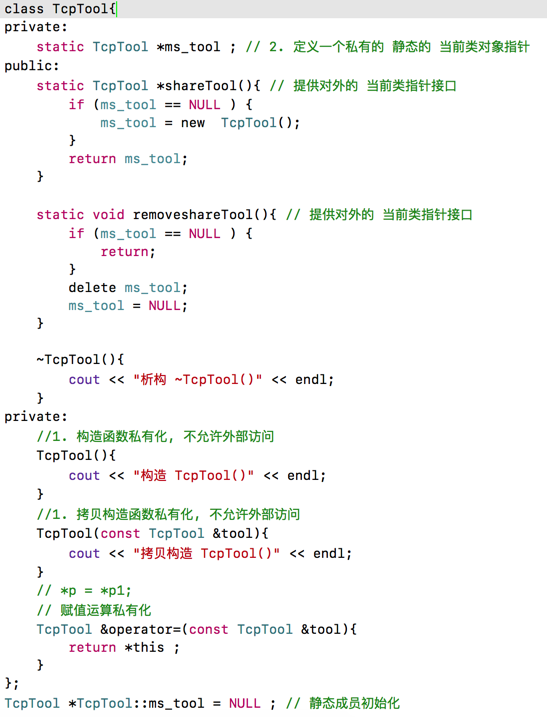 class TcpTool{
private:
    static TcpTool *ms_tool ; // 2. 定义一个私有的 静态的 当前类对象指针
public:
    static TcpTool *shareTool(){ // 提供对外的 当前类指针接口
        if (ms_tool == NULL ) {
            ms_tool = new  TcpTool();
        }
        return ms_tool;
    }

    static void removeshareTool(){ // 提供对外的 当前类指针接口
        if (ms_tool == NULL ) {
            return;
        }
        delete ms_tool;
        ms_tool = NULL;
    }

    ~TcpTool(){
        cout << "析构 ~TcpTool()" << endl;
    }
private:
    //1. 构造函数私有化, 不允许外部访问
    TcpTool(){
        cout << "构造 TcpTool()" << endl;
    }
    //1. 拷贝构造函数私有化, 不允许外部访问
    TcpTool(const TcpTool &tool){
        cout << "拷贝构造 TcpTool()" << endl;
    }
    // *p = *p1;
    // 赋值运算私有化
    TcpTool &operator=(const TcpTool &tool){
        return *this ;
    }
};
TcpTool *TcpTool::ms_tool = NULL ; // 静态成员初始化